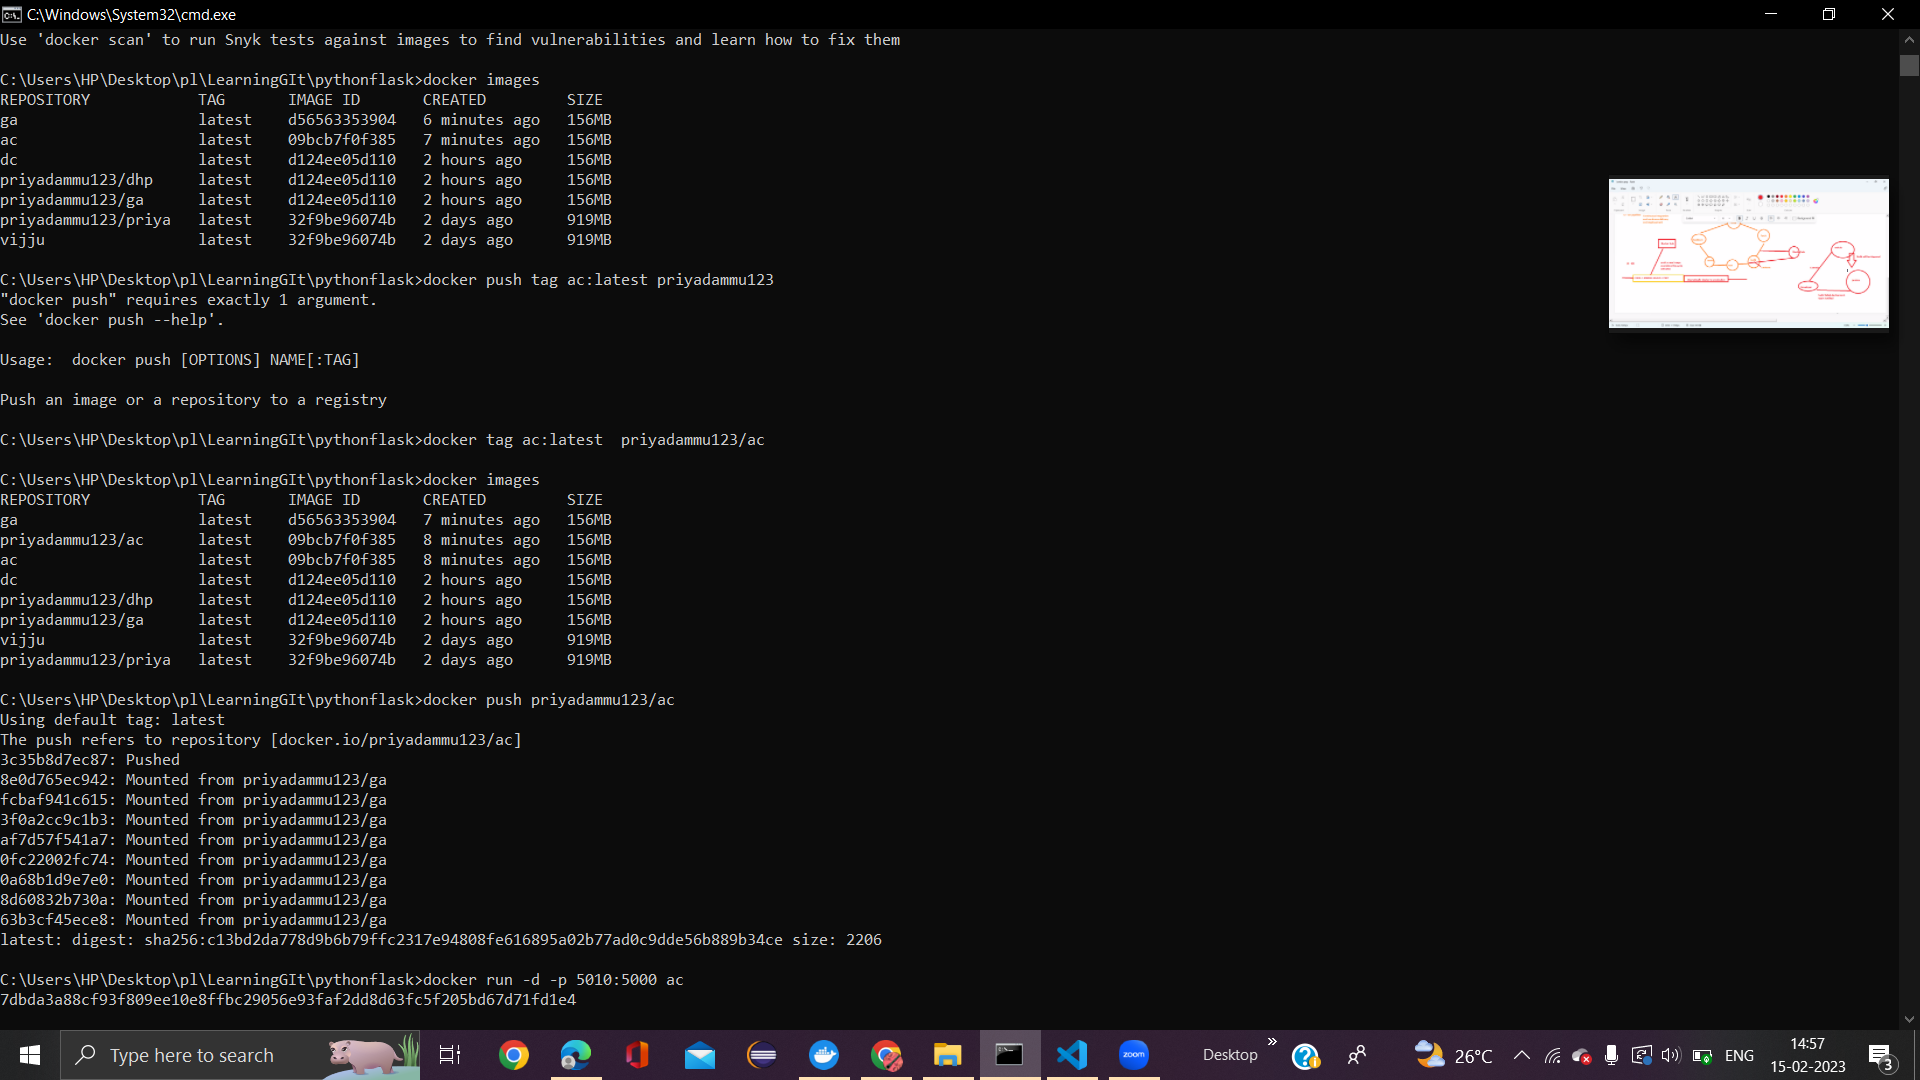 C:\Windows\System32\cmd.exe
Use 'docker scan' to run Snyk tests against images to find vulnerabilities and learn how to fix them
C:\Users\HP\Desktop\pl\LearningGIt\pythonflask>docker images
REPOSITORY TAG IMAGE ID CREATED SIZE
ga latest d56563353904 6 minutes ago 156MB
ac latest 09bcb7f0f385 7 minutes ago 156MB
dc latest d124ee05d110 2 hours ago 156MB
priyadammu123/dhp latest d124ee05d110 2 hours ago 156MB
priyadammu123/ga latest d124ee05d110 2 hours ago 156MB
priyadammu123/priya latest 32f9be96074b 2 days ago 919MB
vijju latest 32f9be96074b 2 days ago 919MB
C:\Users\HP\Desktop\pl\LearningGIt\pythonflask>docker push tag ac:latest priyadammu123
"docker push" requires exactly 1 argument.
See 'docker push --help'.
Usage:  docker push [OPTIONS] NAME[:TAG]
Push an image or a repository to a registry
C:\Users\HP\Desktop\pl\LearningGIt\pythonflask>docker tag ac:latest  priyadammu123/ac
C:\Users\HP\Desktop\pl\LearningGIt\pythonflask>docker images
REPOSITORY TAG IMAGE ID CREATED SIZE
ga latest d56563353904 7 minutes ago 156MB
priyadammu123/ac latest 09bcb7f0f385 8 minutes ago 156MB
ac latest 09bcb7f0f385 8 minutes ago 156MB
dc latest d124ee05d110 2 hours ago 156MB
priyadammu123/dhp latest d124ee05d110 2 hours ago 156MB
priyadammu123/ga latest d124ee05d110 2 hours ago 156MB
vijju latest 32f9be96074b 2 days ago 919MB
priyadammu123/priya latest 32f9be96074b 2 days ago 919MB
C:\Users\HP\Desktop\pl\LearningGIt\pythonflask>docker push priyadammu123/ac
Using default tag: latest
The push refers to repository [docker.io/priyadammu123/ac]
3c35b8d7ec87: Pushed
8e0d765ec942: Mounted from priyadammu123/ga
fcbaf941c615: Mounted from priyadammu123/ga
3f0a2cc9c1b3: Mounted from priyadammu123/ga
af7d57f541a7: Mounted from priyadammu123/ga
0fc22002fc74: Mounted from priyadammu123/ga
0a68b1d9e7e0: Mounted from priyadammu123/ga
8d60832b730a: Mounted from priyadammu123/ga
63b3cf45ece8: Mounted from priyadammu123/ga
latest: digest: sha256:c13bd2da778d9b6b79ffc2317e94808fe616895a02b77ad0c9dde56b889b34ce size: 2206
C:\Users\HP\Desktop\pl\LearningGIt\pythonflask>docker run -d -p 5010:5000 ac
7dbda3a88cf93f809ee10e8ffbc29056e93faf2dd8d63fc5f205bd67d71fd1e4
Type here to search
zoom
Desktop
26°C
ENG
14:57
15-02-2023
3